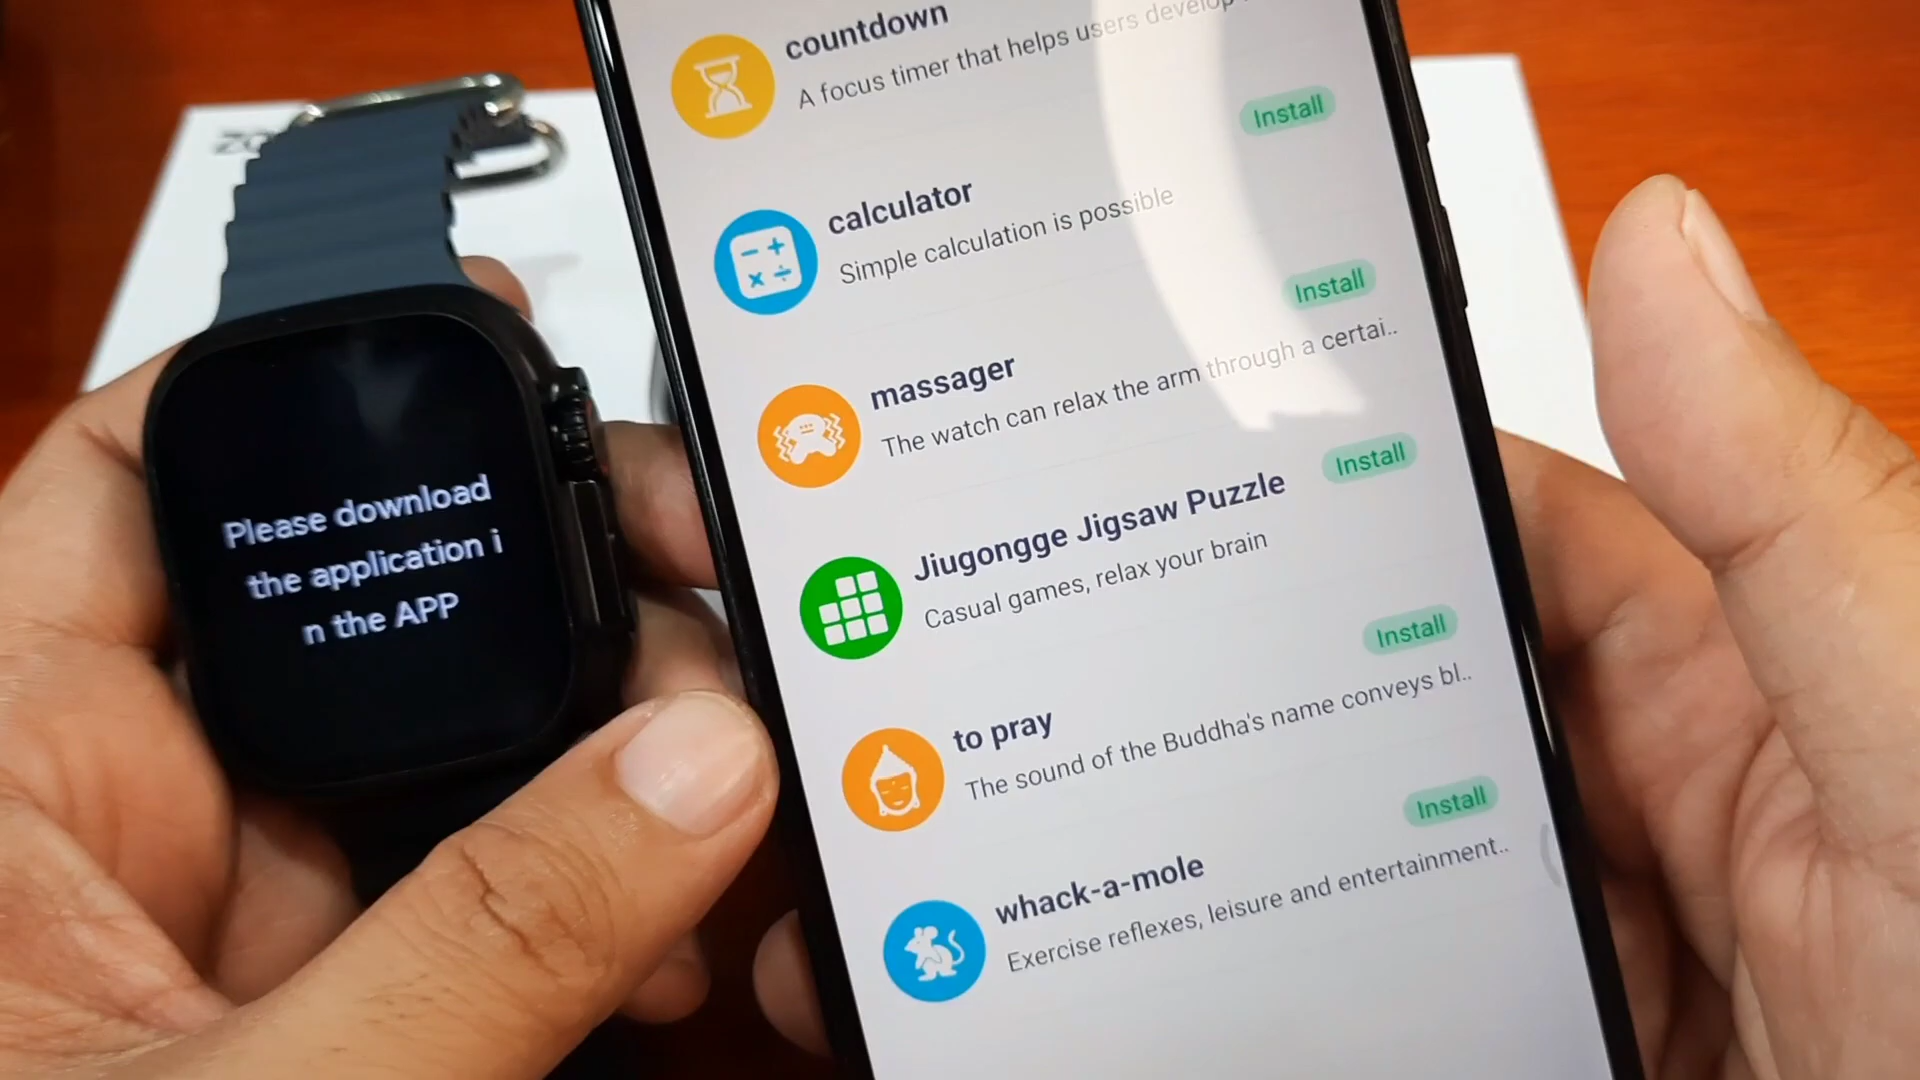 Please download
the application i
n the APP
countdown
A focus timer that helps users develop
Install
calculator
Simple calculation is possible
Install
massager
The watch can relax the arm through a certai..
Install
Jiugongge Jigsaw Puzzle
Casual games, relax your brain
Install
to pray
The sound of the Buddha's name conveys bl..
Install
whack-a-mole
Exercise reflexes, leisure and entertainment..